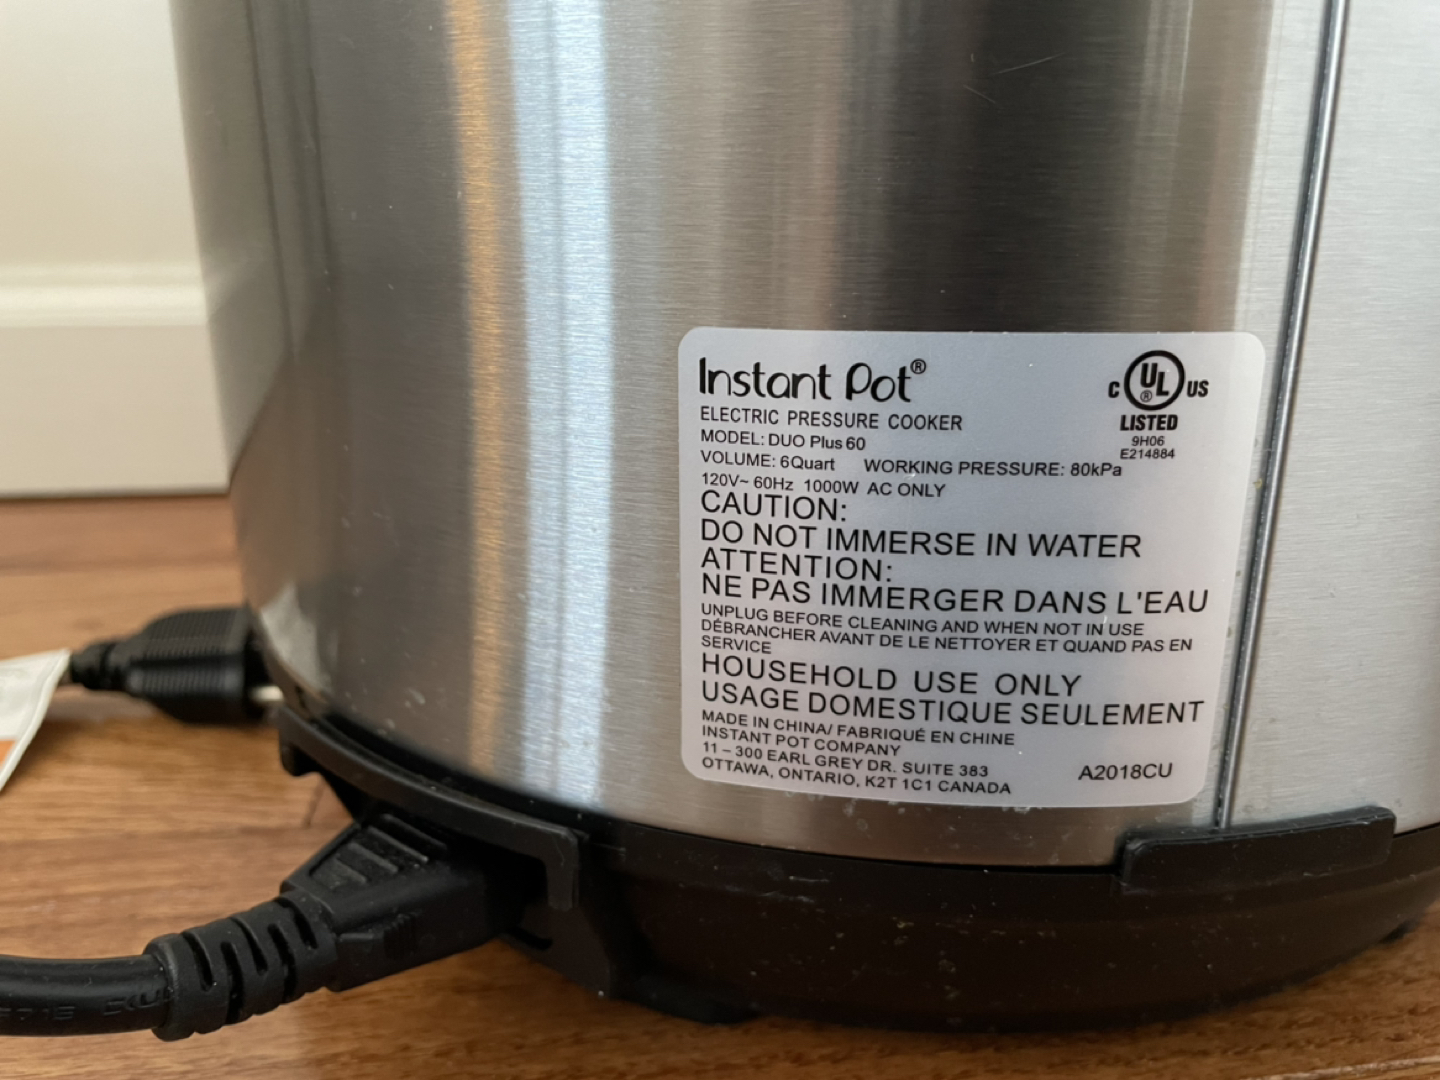 Instant Pot®
ELECTRIC PRESSURE COOKER
MODEL: DUO Plus 60
VOLUME: 6Quart WORKING PRESSURE: 80kPa
120V~ 60Hz 1000W AC ONLY
C UL® US
LISTED
9H06
E214884
CAUTION:
DO NOT IMMERSE IN WATER
ATTENTION:
NE PAS IMMERGER DANS L'EAU
UNPLUG BEFORE CLEANING AND WHEN NOT IN USE
DÉBRANCHER AVANT DE LE NETTOYER ET QUAND PAS EN
SERVICE
HOUSEHOLD USE ONLY
USAGE DOMESTIQUE SEULEMENT
MADE IN CHINA/ FABRIQUÉ EN CHINE
INSTANT POT COMPANY
11 – 300 EARL GREY DR. SUITE 383
OTTAWA, ONTARIO, K2T 1C1 CANADA
A2018CU